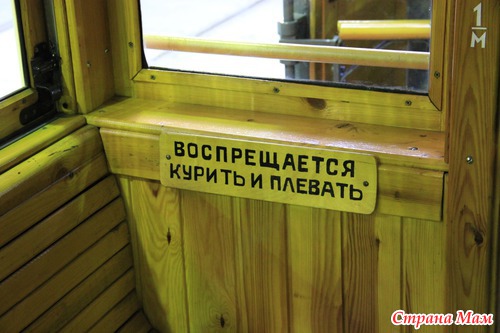 1
М
ВОСПРЕЩАЕТСЯ
КУРИТЬ И ПЛЕВАТЬ
Страна Мам